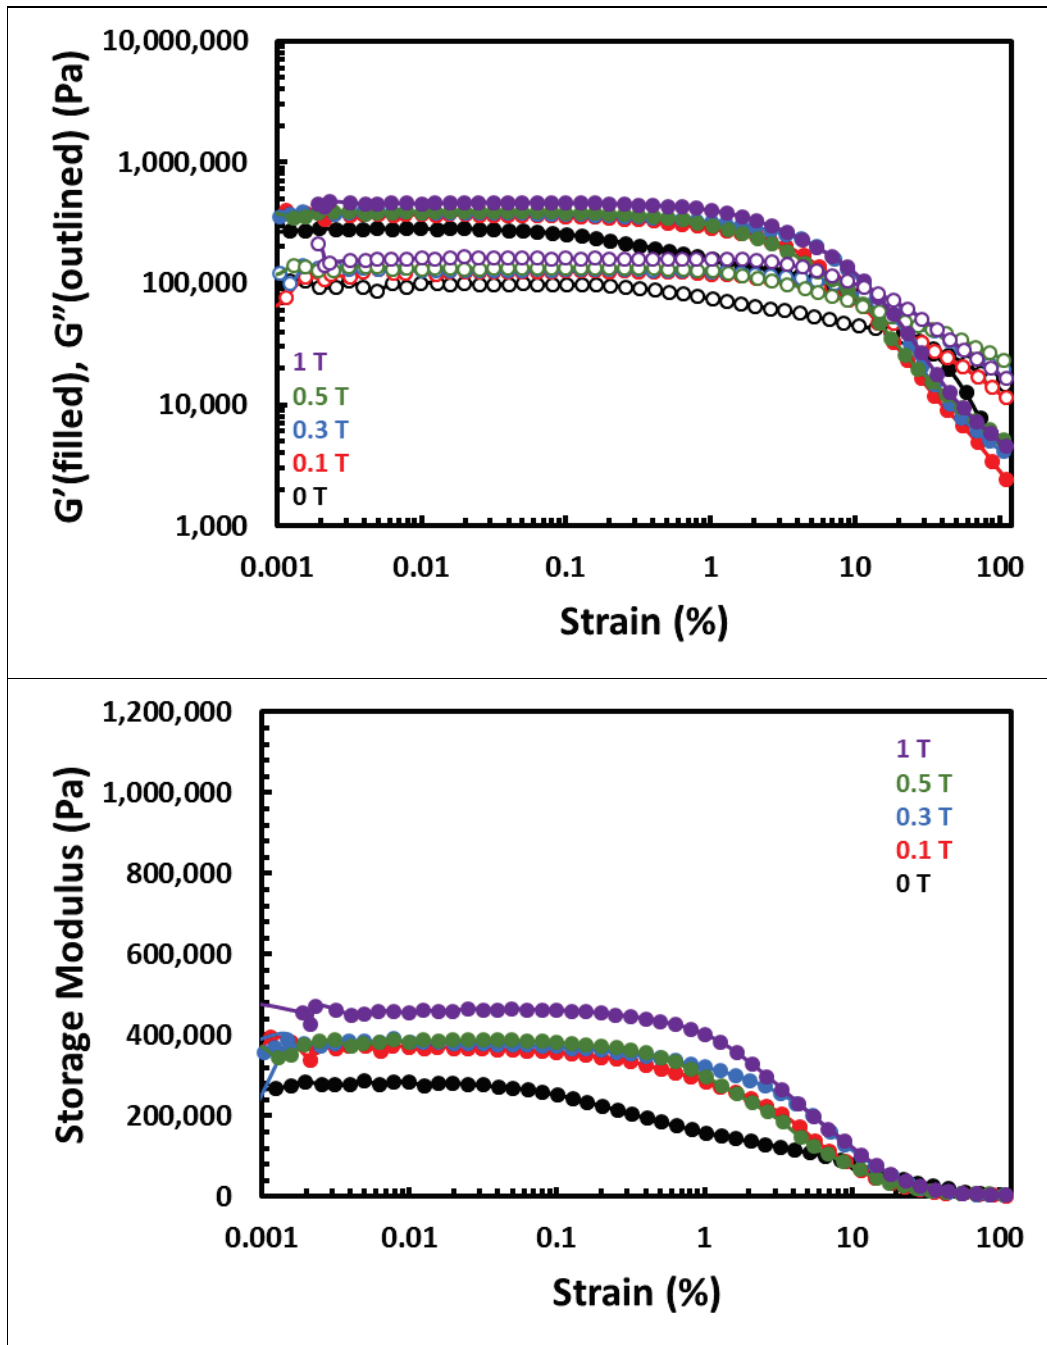 10,000,000
1,000,000
100,000
10,000
1,000
G'(filled), G"(outlined) (Pa)
1 T
0.5 T
0.3 T
0.1 T
0 T
0.001 0.01 0.1 1 10 100
Strain (%)
1,200,000
1,000,000
800,000
600,000
400,000
200,000
0
Storage Modulus (Pa)
1 T
0.5 T
0.3 T
0.1 T
0 T
0.001 0.01 0.1 1 10 100
Strain (%)